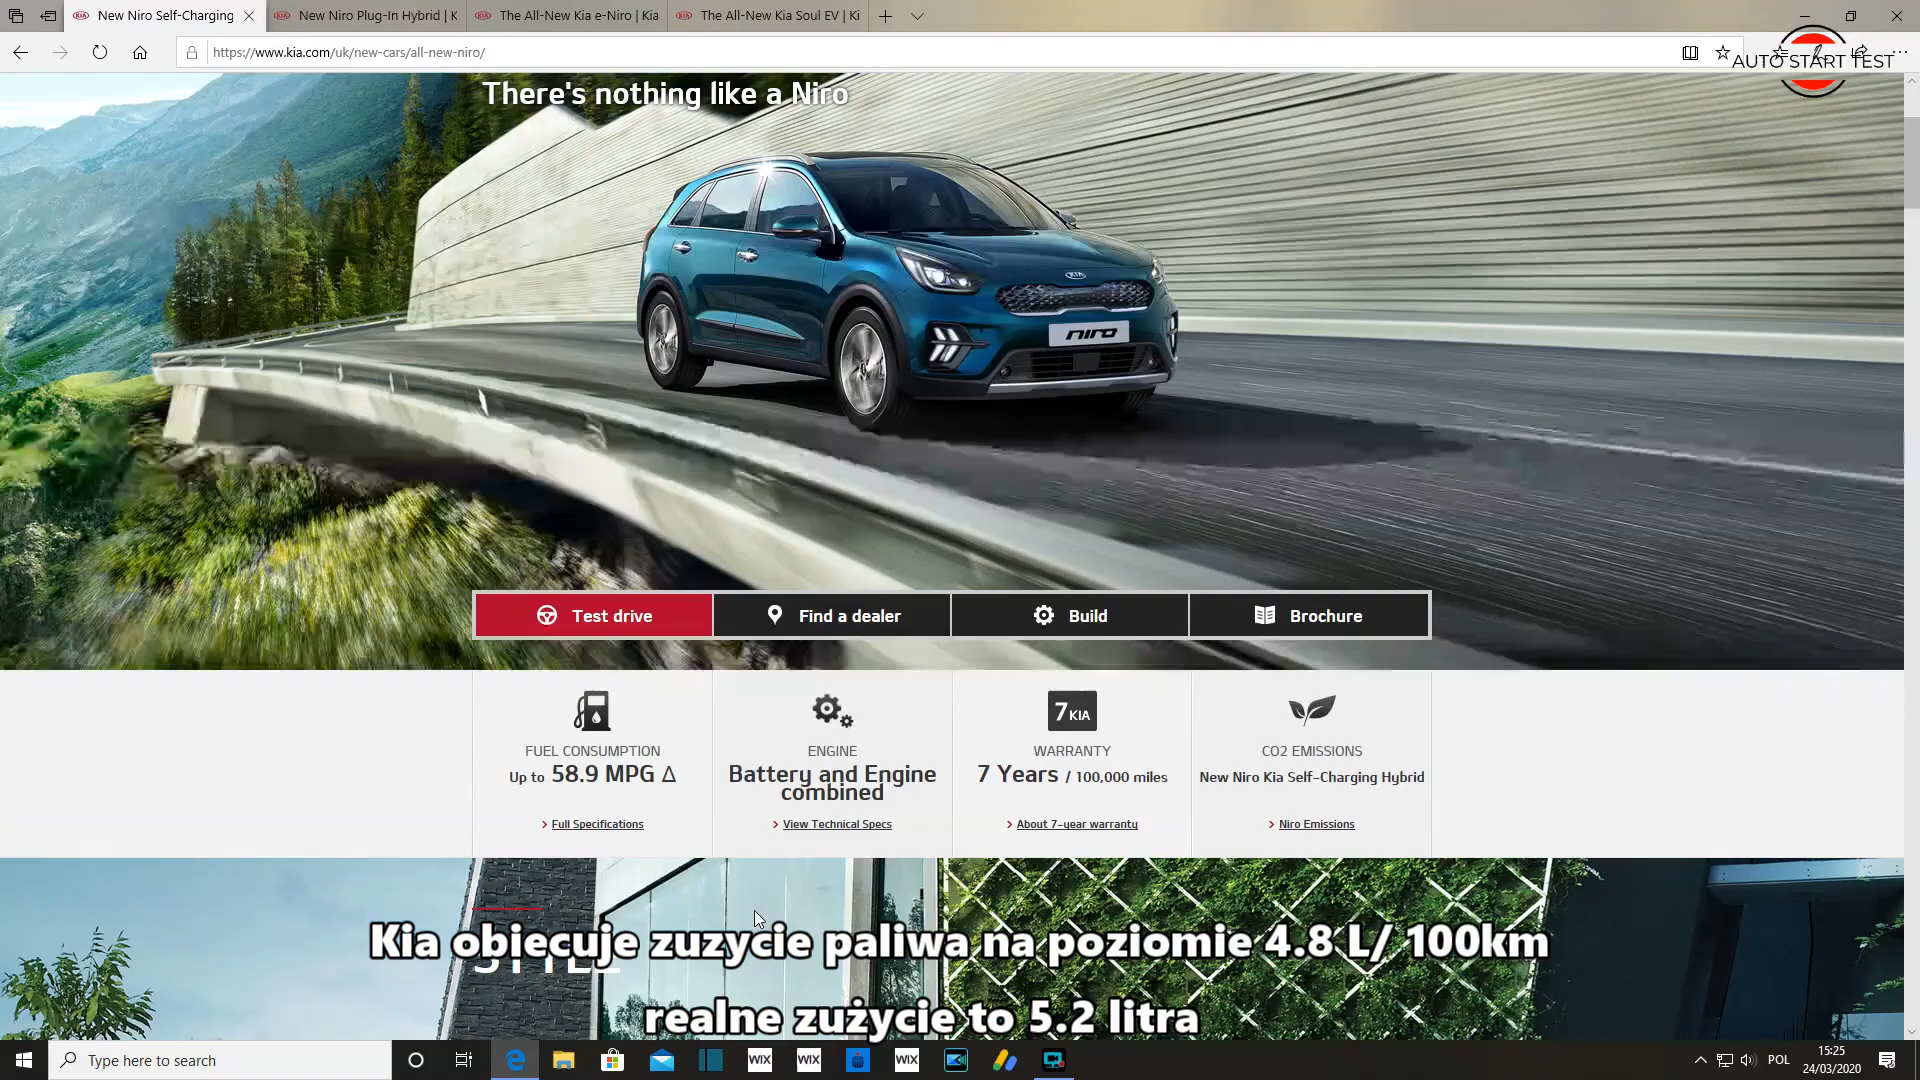 New Niro Self-Charging
New Niro Plug-In Hybrid | K
The All-New Kia e-Niro | Kia
The All-New Kia Soul EV | Ki
https://www.kia.com/uk/new-cars/all-new-niro/
AUTO START TEST
There's nothing like a Niro
KIA
niro
Test drive
Find a dealer
Build
Brochure
FUEL CONSUMPTION
Up to 58.9 MPG Δ
Full Specifications
ENGINE
Battery and Engine
combined
View Technical Specs
7 KIA
WARRANTY
7 Years / 100,000 miles
About 7-year warranty
CO2 EMISSIONS
New Niro Kia Self-Charging Hybrid
Niro Emissions
STYLE
Kia obiecuje zuzycie paliwa na poziomie 4.8 L/ 100km
realne zużycie to 5.2 litra
Type here to search
WIX
WIX
WIX
POL
15:25
24/03/2020